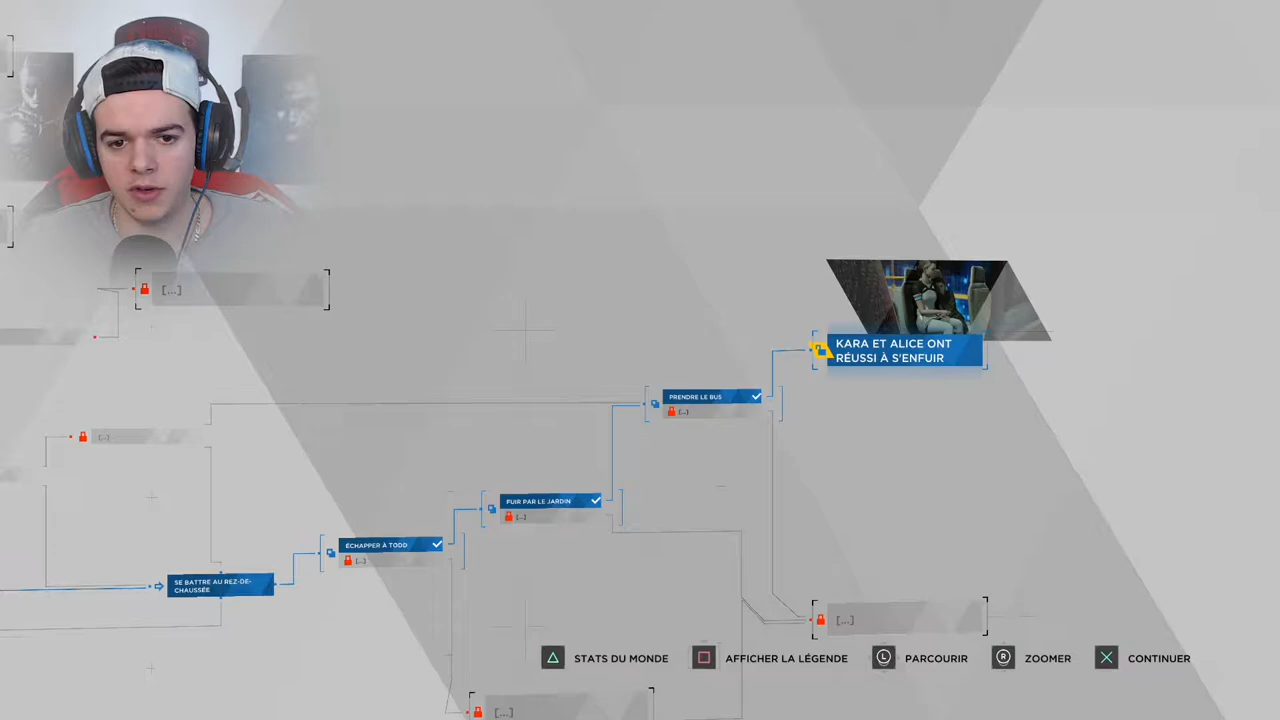 [...]
KARA ET ALICE ONT
RÉUSSI À S'ENFUIR
PRENDRE LE BUS
[...]
[...]
FUIR PAR LE JARDIN
[...]
ÉCHAPPER À TODD
[...]
SE BATTRE AU REZ-DE-
CHAUSSÉE
[...]
STATS DU MONDE
AFFICHER LA LÉGENDE
L PARCOURIR
R ZOOMER
CONTINUER
[...]